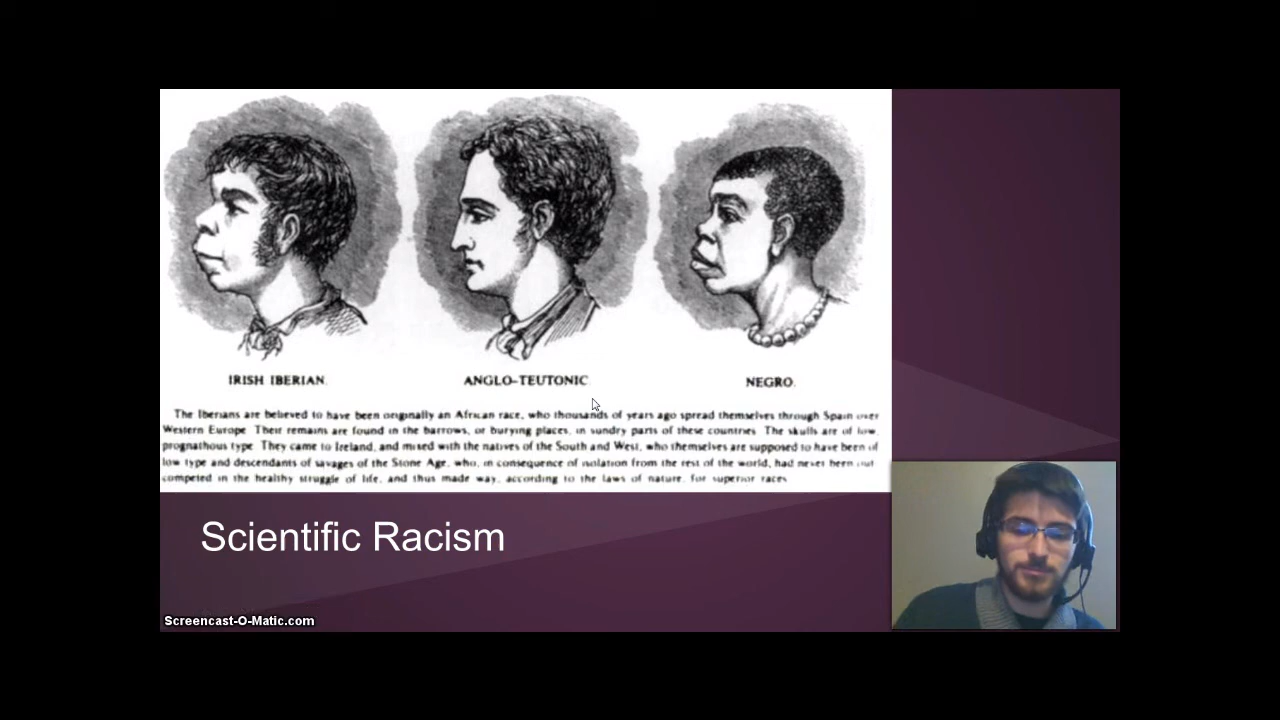 IRISH IBERIAN.
ANGLO-TEUTONIC.
NEGRO.
The Iberians are believed to have been originally an African race, who thousands of years ago spread themselves through Spain over
Western Europe. Their remains are found in the barrows, or burying places, in sundry parts of these countries. The skulls are of low,
prognathous type. They came to Ireland, and mixed with the natives of the South and West, who themselves are supposed to have been of
low type and descendants of savages of the Stone Age, who, in consequence of isolation from the rest of the world, had never been out-
competed in the healthy struggle of life, and thus made way, according to the laws of nature, for superior races.
Scientific Racism
Screencast-O-Matic.com